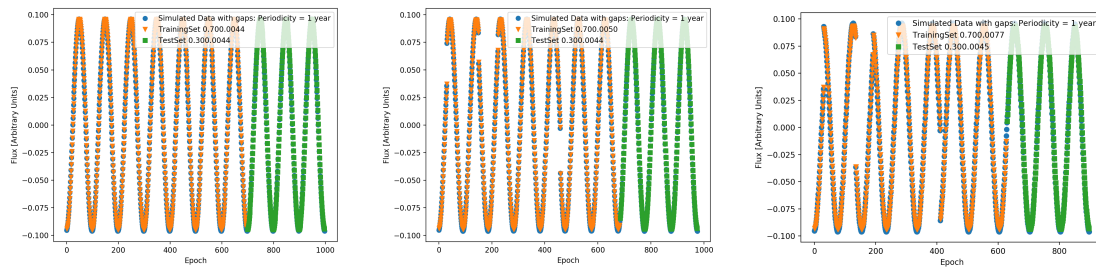 Simulated Data with gaps: Periodicity = 1 year
TrainingSet 0.700.0044
TestSet 0.300.0044
0.100
0.075
0.050
0.025
0.000
−0.025
−0.050
−0.075
−0.100
Flux [Arbitrary Units]
0 200 400 600 800 1000
Epoch
Simulated Data with gaps: Periodicity = 1 year
TrainingSet 0.700.0050
TestSet 0.300.0044
0.100
0.075
0.050
0.025
0.000
−0.025
−0.050
−0.075
−0.100
Flux [Arbitrary Units]
0 200 400 600 800 1000
Epoch
Simulated Data with gaps: Periodicity = 1 year
TrainingSet 0.700.0077
TestSet 0.300.0045
0.100
0.075
0.050
0.025
0.000
−0.025
−0.050
−0.075
−0.100
Flux [Arbitrary Units]
0 200 400 600 800
Epoch